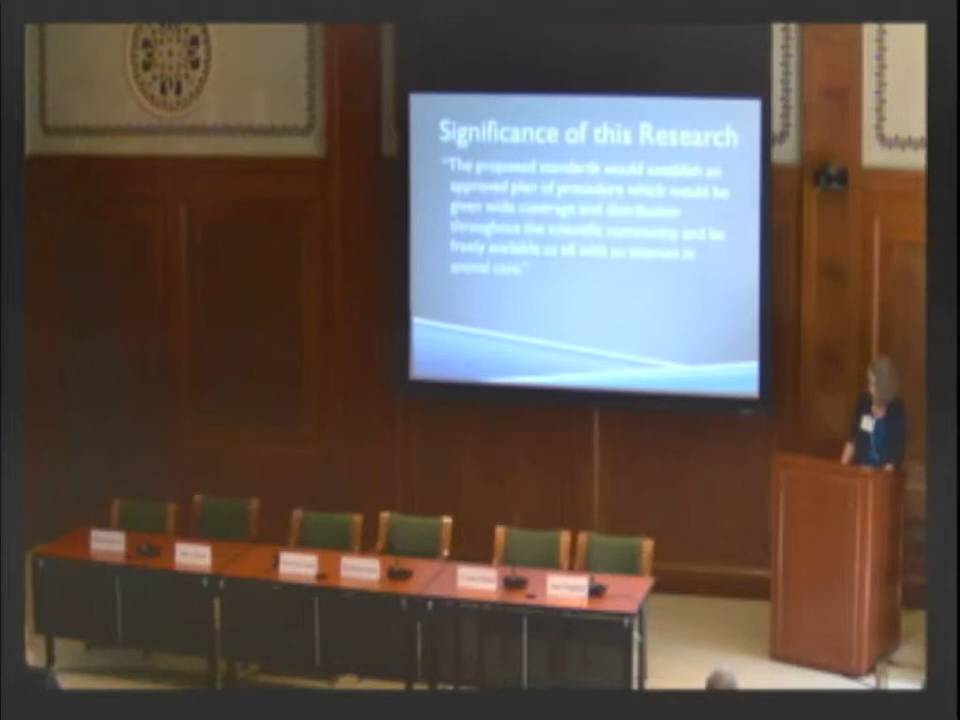 Significance of this Research
"The proposed standards would establish an
approved plan of procedure which would be
given wide coverage and distribution
throughout the scientific community and be
freely available to all with an interest in
animal care."